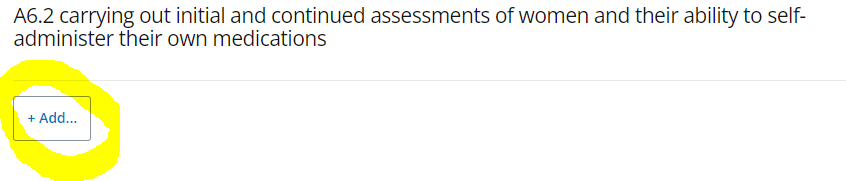 A6.2 carrying out initial and continued assessments of women and their ability to self-
administer their own medications
+ Add...